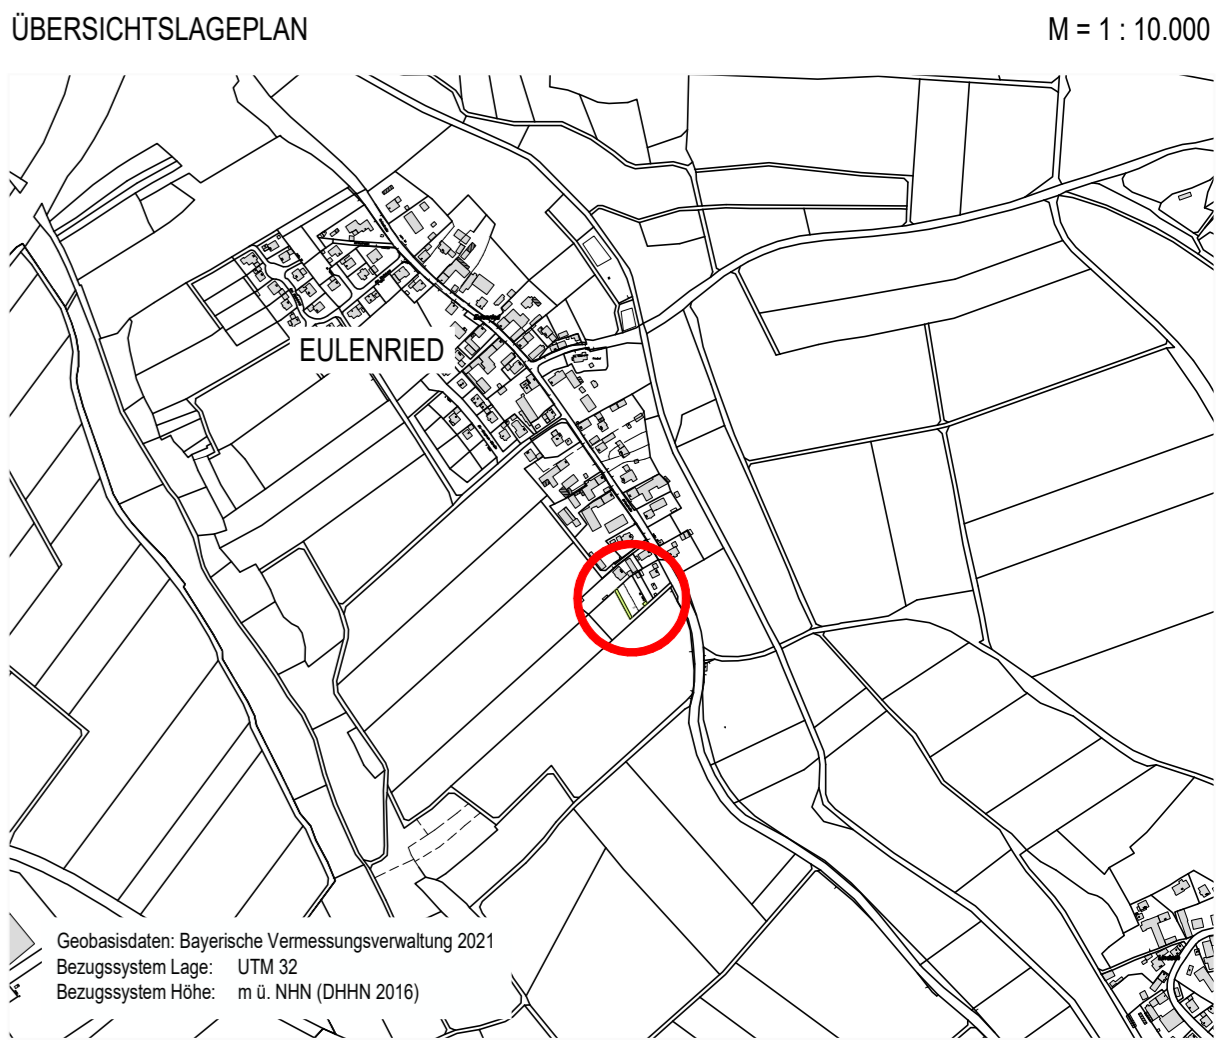 ÜBERSICHTSLAGEPLAN
M = 1 : 10.000
EULENRIED
Geobasisdaten: Bayerische Vermessungsverwaltung 2021
Bezugssystem Lage: UTM 32
Bezugssystem Höhe: m ü. NHN (DHHN 2016)